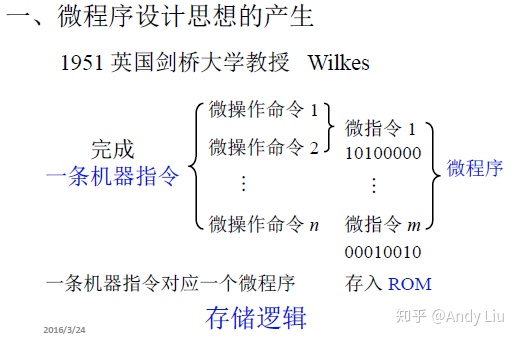 一、微程序设计思想的产生
1951 英国剑桥大学教授 Wilkes
完成
一条机器指令
微操作命令 1
微操作命令 2
⋮
微操作命令 n
微指令 1
10100000
⋮
微指令 m
00010010
微程序
一条机器指令对应一个微程序
存入 ROM
存储逻辑
2016/3/24
知乎 @Andy Liu